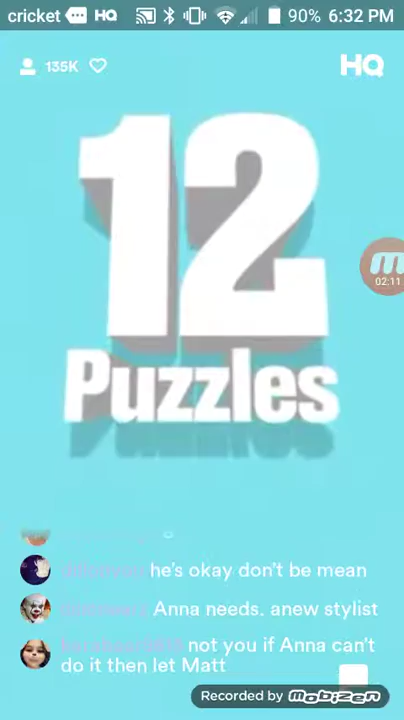 cricket HQ 90% 6:32 PM
135K HQ
12
Puzzles
02:11
he's okay don't be mean
Anna needs. anew stylist
not you if Anna can't
do it then let Matt
Recorded by mobizen